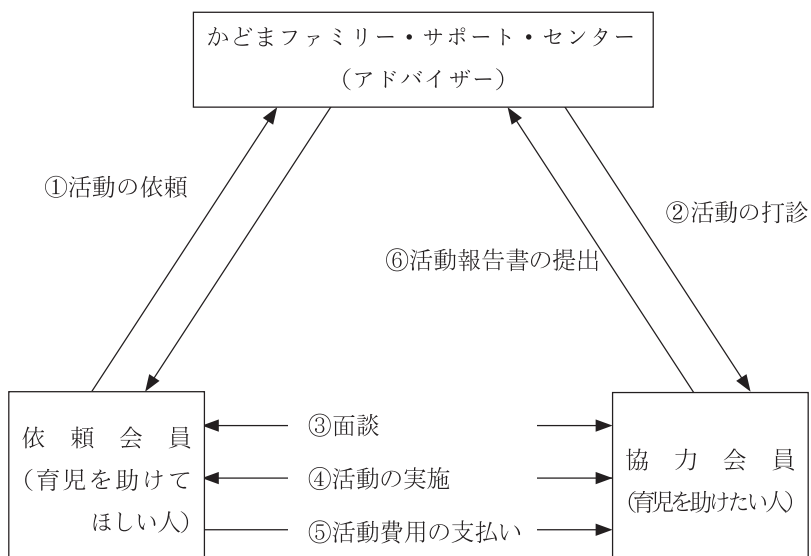 かどまファミリー・サポート・センター
（アドバイザー）
①活動の依頼
②活動の打診
⑥活動報告書の提出
依頼会員
（育児を助けて
ほしい人）
③面談
④活動の実施
⑤活動費用の支払い
協力会員
（育児を助けたい人）